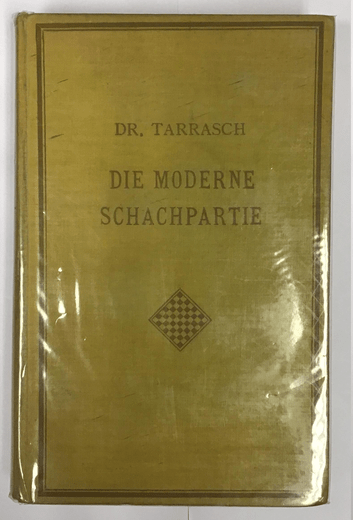 DR. TARRASCH
DIE MODERNE
SCHACHPARTIE